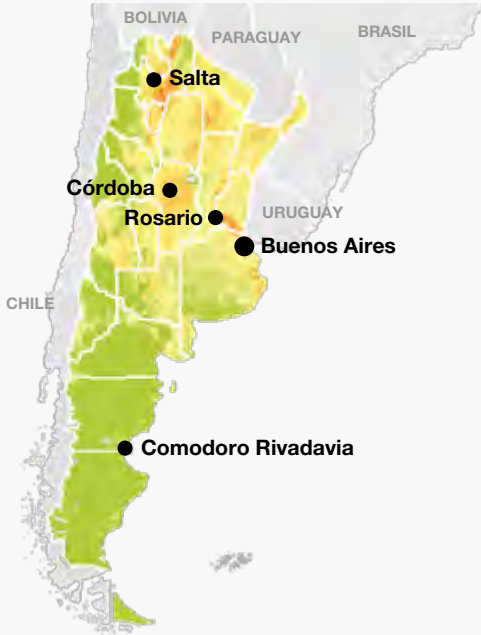 BOLIVIA
PARAGUAY
BRASIL
Salta
Córdoba
Rosario
URUGUAY
Buenos Aires
CHILE
Comodoro Rivadavia